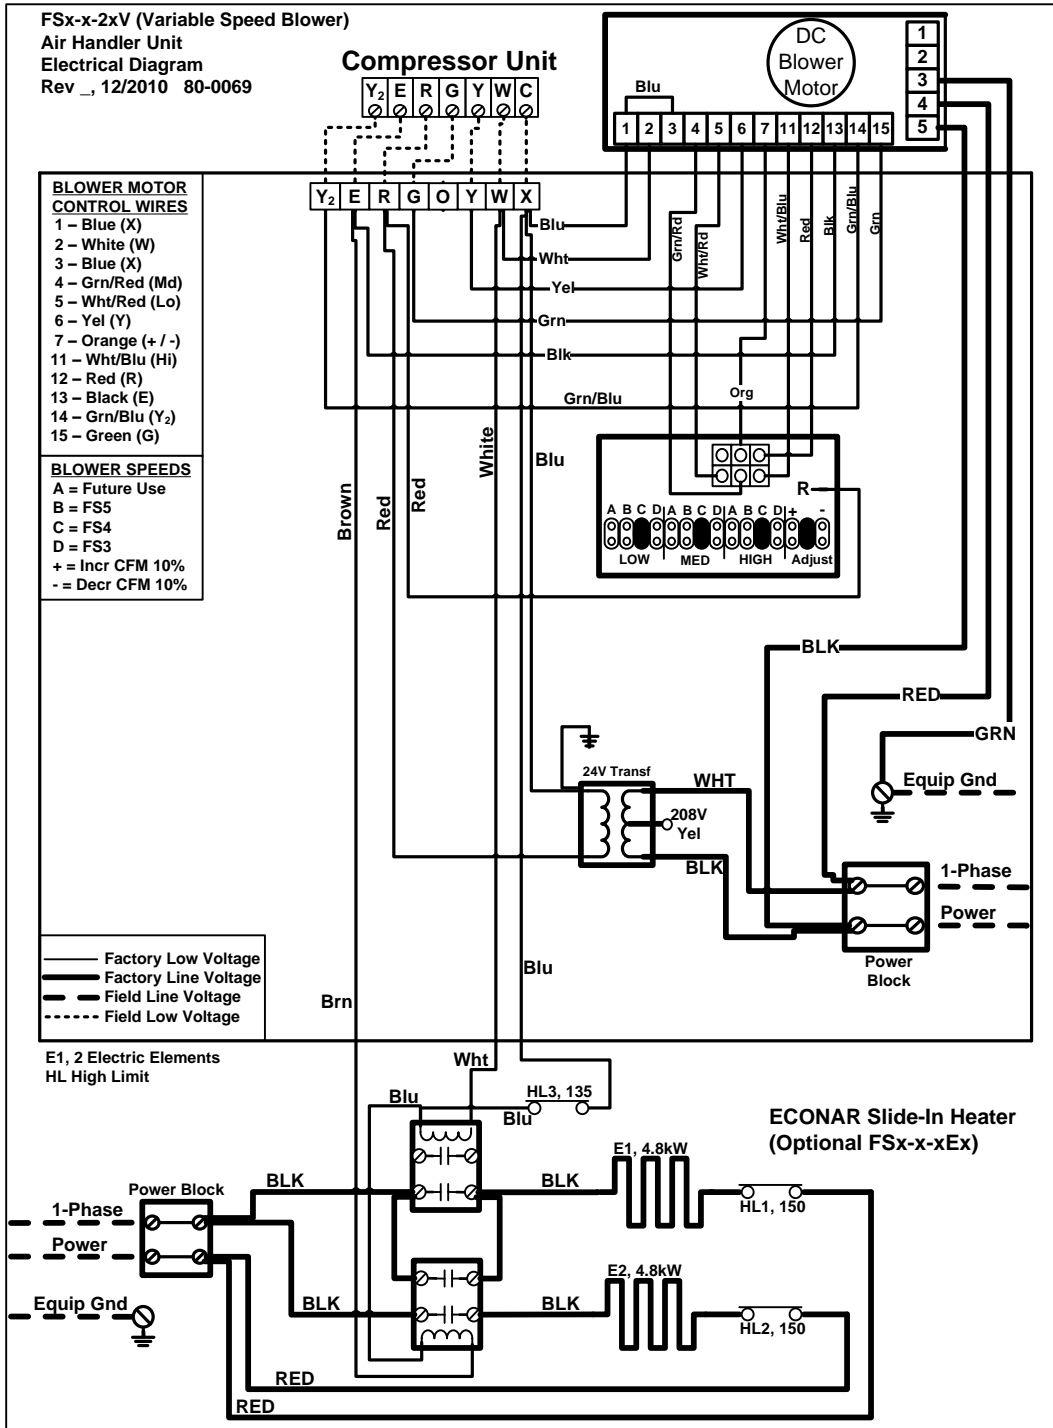 FSx-x-2xV (Variable Speed Blower)
Air Handler Unit
Electrical Diagram
Rev _, 12/2010 80-0069
Compressor Unit
Y2 E R G Y W C
DC
Blower
Motor
1
2
3
4
5
Blu
1 2 3 4 5 6 7 11 12 13 14 15
BLOWER MOTOR
CONTROL WIRES
1 – Blue (X)
2 – White (W)
3 – Blue (X)
4 – Grn/Red (Md)
5 – Wht/Red (Lo)
6 – Yel (Y)
7 – Orange (+ / -)
11 – Wht/Blu (Hi)
12 – Red (R)
13 – Black (E)
14 – Grn/Blu (Y2)
15 – Green (G)
BLOWER SPEEDS
A = Future Use
B = FS5
C = FS4
D = FS3
+ = Incr CFM 10%
- = Decr CFM 10%
Y2 E R G O Y W X
Blu
Wht
Yel
Grn
Blk
Grn/Blu
Grn/Rd
Wht/Rd
Wht/Blu
Red
Blk
Grn/Blu
Grn
Org
Brown
Red
Red
White
Blu
R
A B C D A B C D A B C D + -
LOW MED HIGH Adjust
BLK
RED
GRN
Equip Gnd
24V Transf
WHT
208V
Yel
BLK
1-Phase
Power
Power
Block
Factory Low Voltage
Factory Line Voltage
Field Line Voltage
Field Low Voltage
Brn
Blu
E1, 2 Electric Elements
HL High Limit
Wht
Blu
Blu
HL3, 135
ECONAR Slide-In Heater
(Optional FSx-x-xEx)
E1, 4.8kW
Power Block
BLK
BLK
HL1, 150
1-Phase
Power
E2, 4.8kW
Equip Gnd
BLK
BLK
HL2, 150
RED
RED